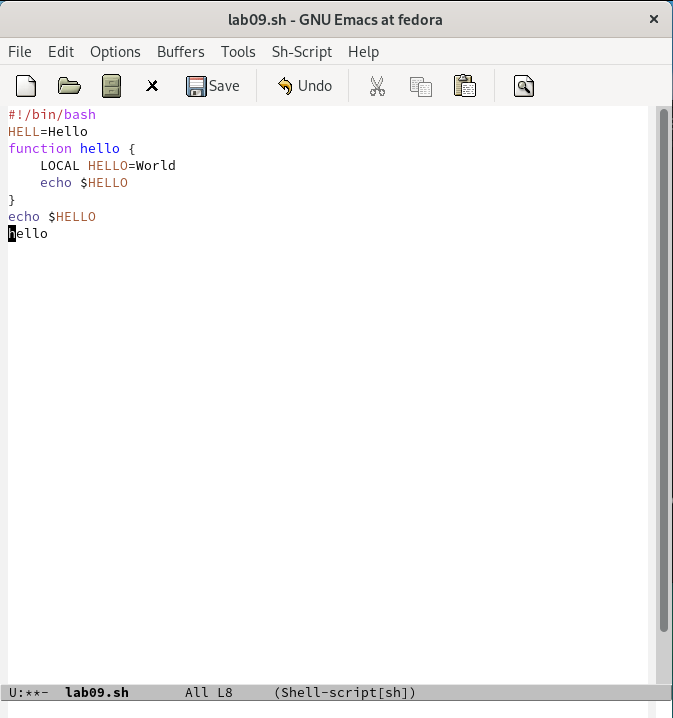 lab09.sh - GNU Emacs at fedora
File Edit Options Buffers Tools Sh-Script Help
Save Undo
#!/bin/bash
HELL=Hello
function hello {
    LOCAL HELLO=World
    echo $HELLO
}
echo $HELLO
hello
U:**-  lab09.sh       All L8     (Shell-script[sh])